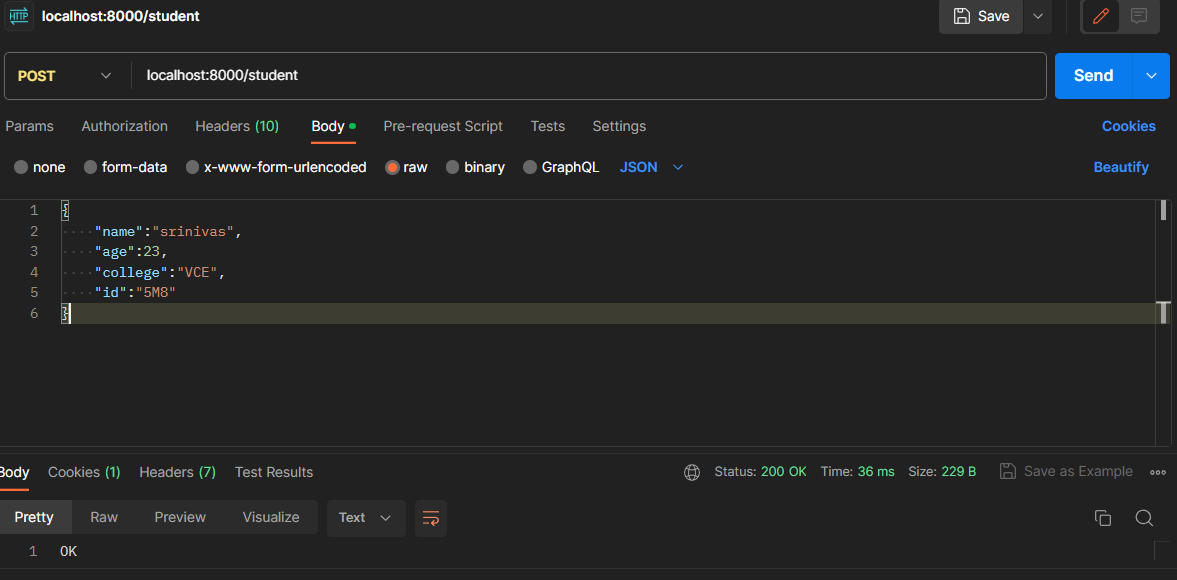 HTTP localhost:8000/student Save
POST localhost:8000/student Send
Params Authorization Headers (10) Body Pre-request Script Tests Settings Cookies
none form-data x-www-form-urlencoded raw binary GraphQL JSON Beautify
1 {
2 "name":"srinivas",
3 "age":23,
4 "college":"VCE",
5 "id":"5M8"
6 }
Body Cookies (1) Headers (7) Test Results Status: 200 OK Time: 36 ms Size: 229 B Save as Example
Pretty Raw Preview Visualize Text
1 OK